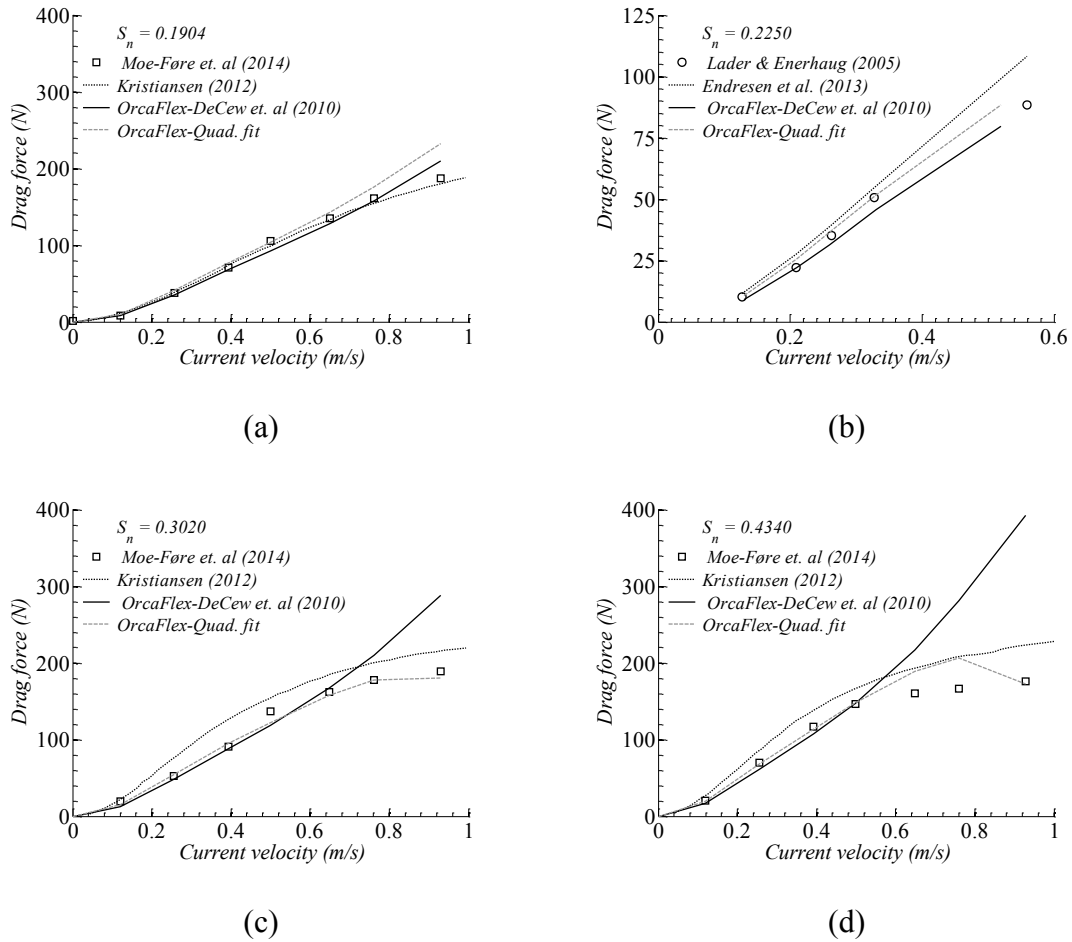 400
300
200
100
0
Drag force (N)
S_n = 0.1904
Moe-Føre et. al (2014)
Kristiansen (2012)
OrcaFlex-DeCew et. al (2010)
OrcaFlex-Quad. fit
0 0.2 0.4 0.6 0.8 1
Current velocity (m/s)
(a)
125
100
75
50
25
0
Drag force (N)
S_n = 0.2250
Lader & Enerhaug (2005)
Endresen et al. (2013)
OrcaFlex-DeCew et. al (2010)
OrcaFlex-Quad. fit
0 0.2 0.4 0.6
Current velocity (m/s)
(b)
400
300
200
100
0
Drag force (N)
S_n = 0.3020
Moe-Føre et. al (2014)
Kristiansen (2012)
OrcaFlex-DeCew et. al (2010)
OrcaFlex-Quad. fit
0 0.2 0.4 0.6 0.8 1
Current velocity (m/s)
(c)
400
300
200
100
0
Drag force (N)
S_n = 0.4340
Moe-Føre et. al (2014)
Kristiansen (2012)
OrcaFlex-DeCew et. al (2010)
OrcaFlex-Quad. fit
0 0.2 0.4 0.6 0.8 1
Current velocity (m/s)
(d)